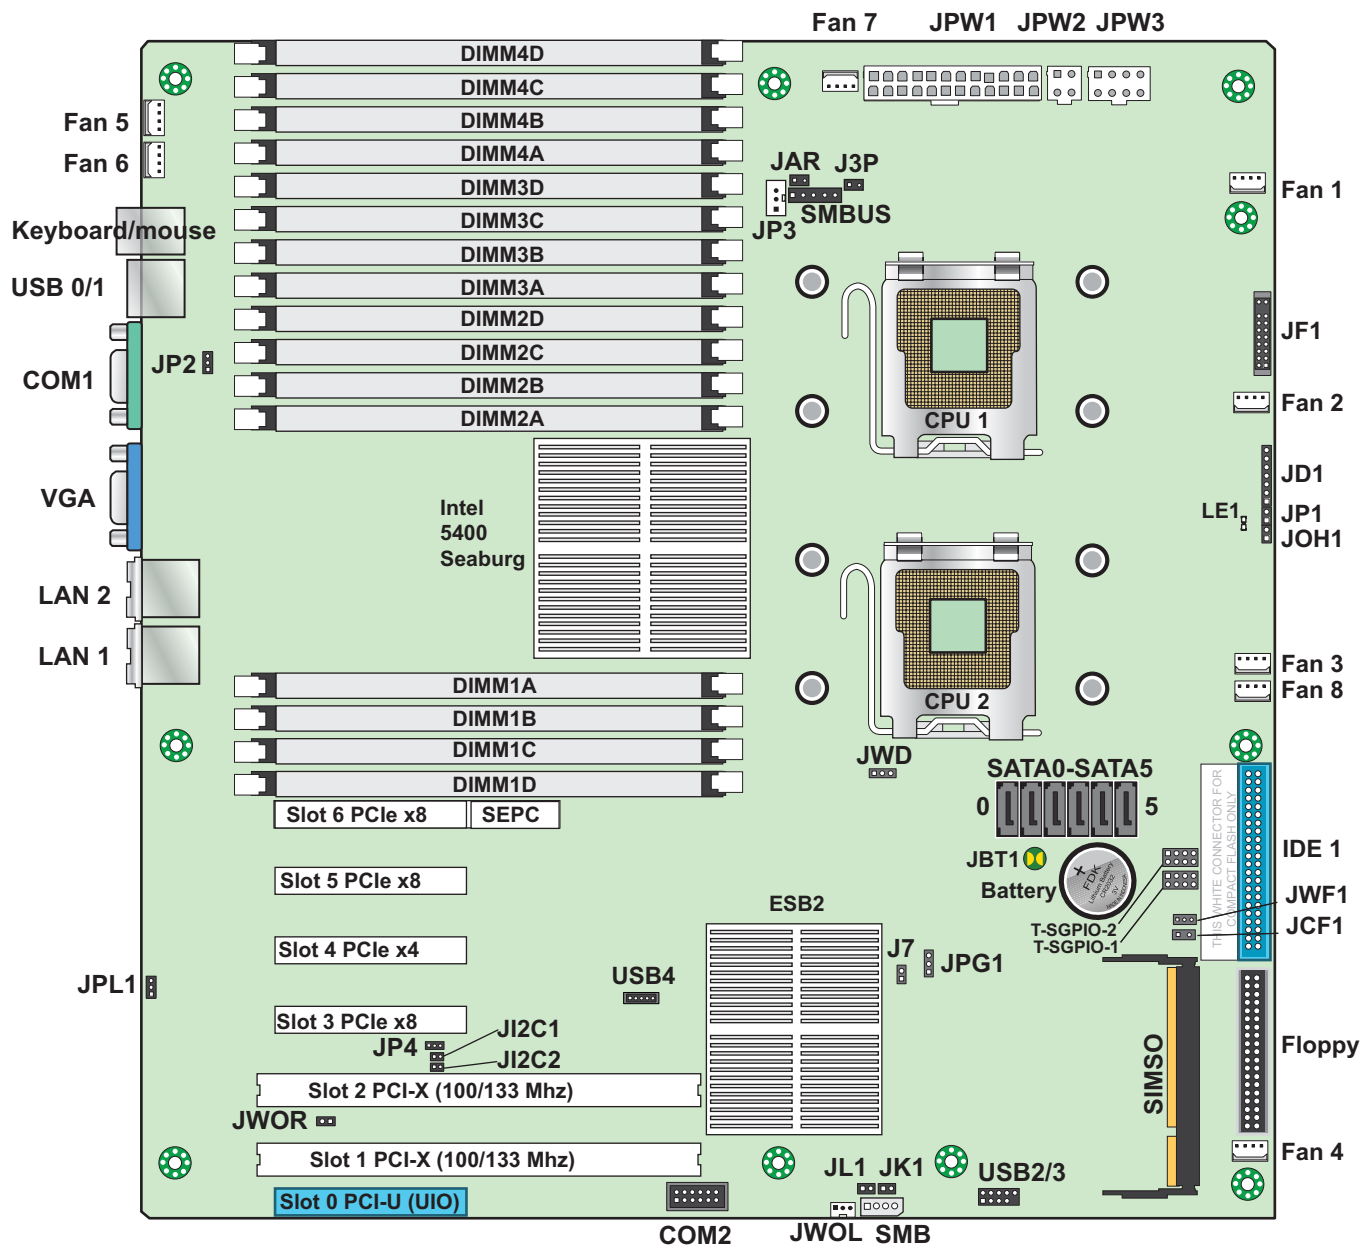 Fan 7
JPW1
JPW2
JPW3
DIMM4D
DIMM4C
DIMM4B
DIMM4A
DIMM3D
DIMM3C
DIMM3B
DIMM3A
DIMM2D
DIMM2C
DIMM2B
DIMM2A
Fan 5
Fan 6
Keyboard/mouse
USB 0/1
COM1
JP2
VGA
LAN 2
LAN 1
JAR
J3P
SMBUS
JP3
Fan 1
JF1
CPU 1
Fan 2
JD1
LE1
JP1
JOH1
Intel
5400
Seaburg
CPU 2
Fan 3
Fan 8
DIMM1A
DIMM1B
DIMM1C
DIMM1D
JWD
SATA0-SATA5
0
5
Slot 6 PCIe x8
SEPC
Slot 5 PCIe x8
Slot 4 PCIe x4
Slot 3 PCIe x8
JBT1
Battery
+
FDK
Lithium Battery
CR2032
3V
THIS WHITE CONNECTOR FOR
COMPACT FLASH ONLY
IDE 1
JWF1
JCF1
T-SGPIO-2
T-SGPIO-1
ESB2
J7
JPG1
USB4
JPL1
JP4
JI2C1
JI2C2
Slot 2 PCI-X (100/133 Mhz)
JWOR
Slot 1 PCI-X (100/133 Mhz)
Slot 0 PCI-U (UIO)
COM2
JL1
JK1
JWOL
SMB
USB2/3
SIMSO
Floppy
Fan 4